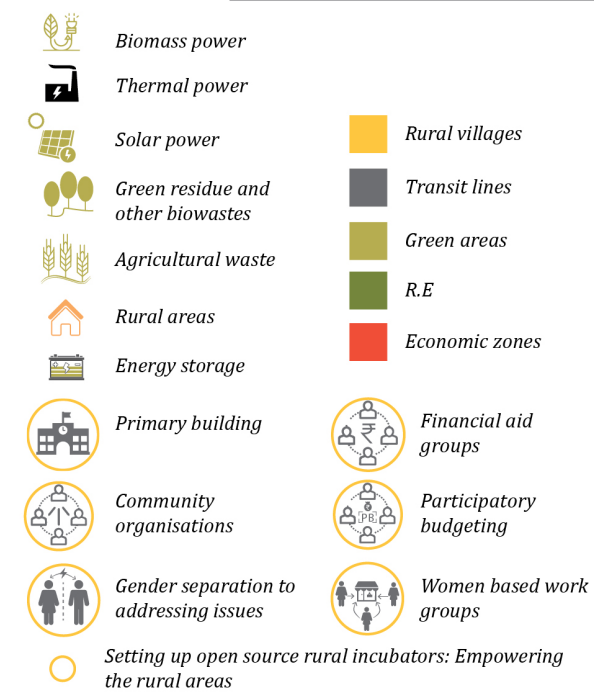 Biomass power
Thermal power
Solar power
Green residue and
other biowastes
Agricultural waste
Rural areas
Energy storage
Rural villages
Transit lines
Green areas
R.E
Economic zones
Primary building
Community
organisations
Gender separation to
addressing issues
Financial aid
groups
₹
Participatory
budgeting
PB
Women based work
groups
Setting up open source rural incubators: Empowering
the rural areas